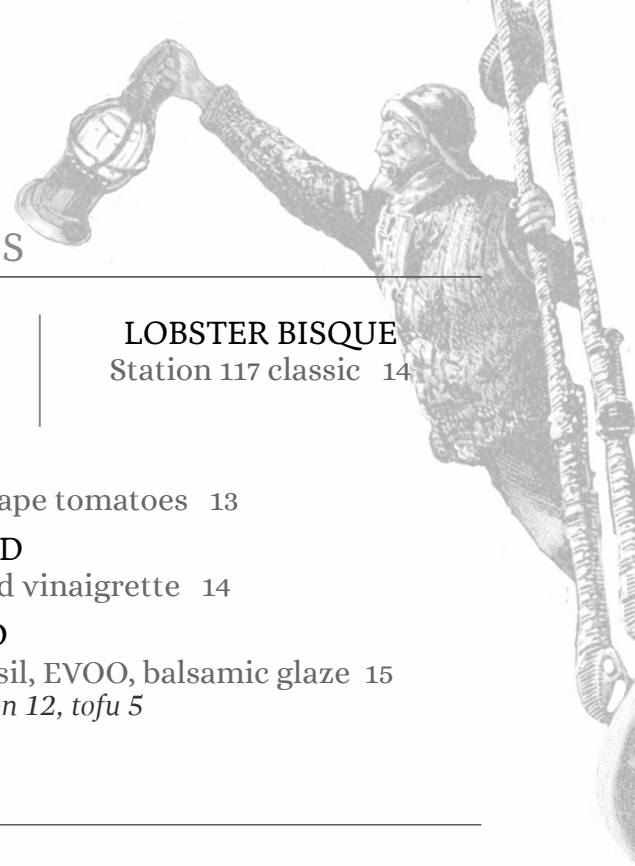 S
LOBSTER BISQUE
Station 117 classic 14
ape tomatoes 13
D
d vinaigrette 14
D
sil, EVOO, balsamic glaze 15
n 12, tofu 5